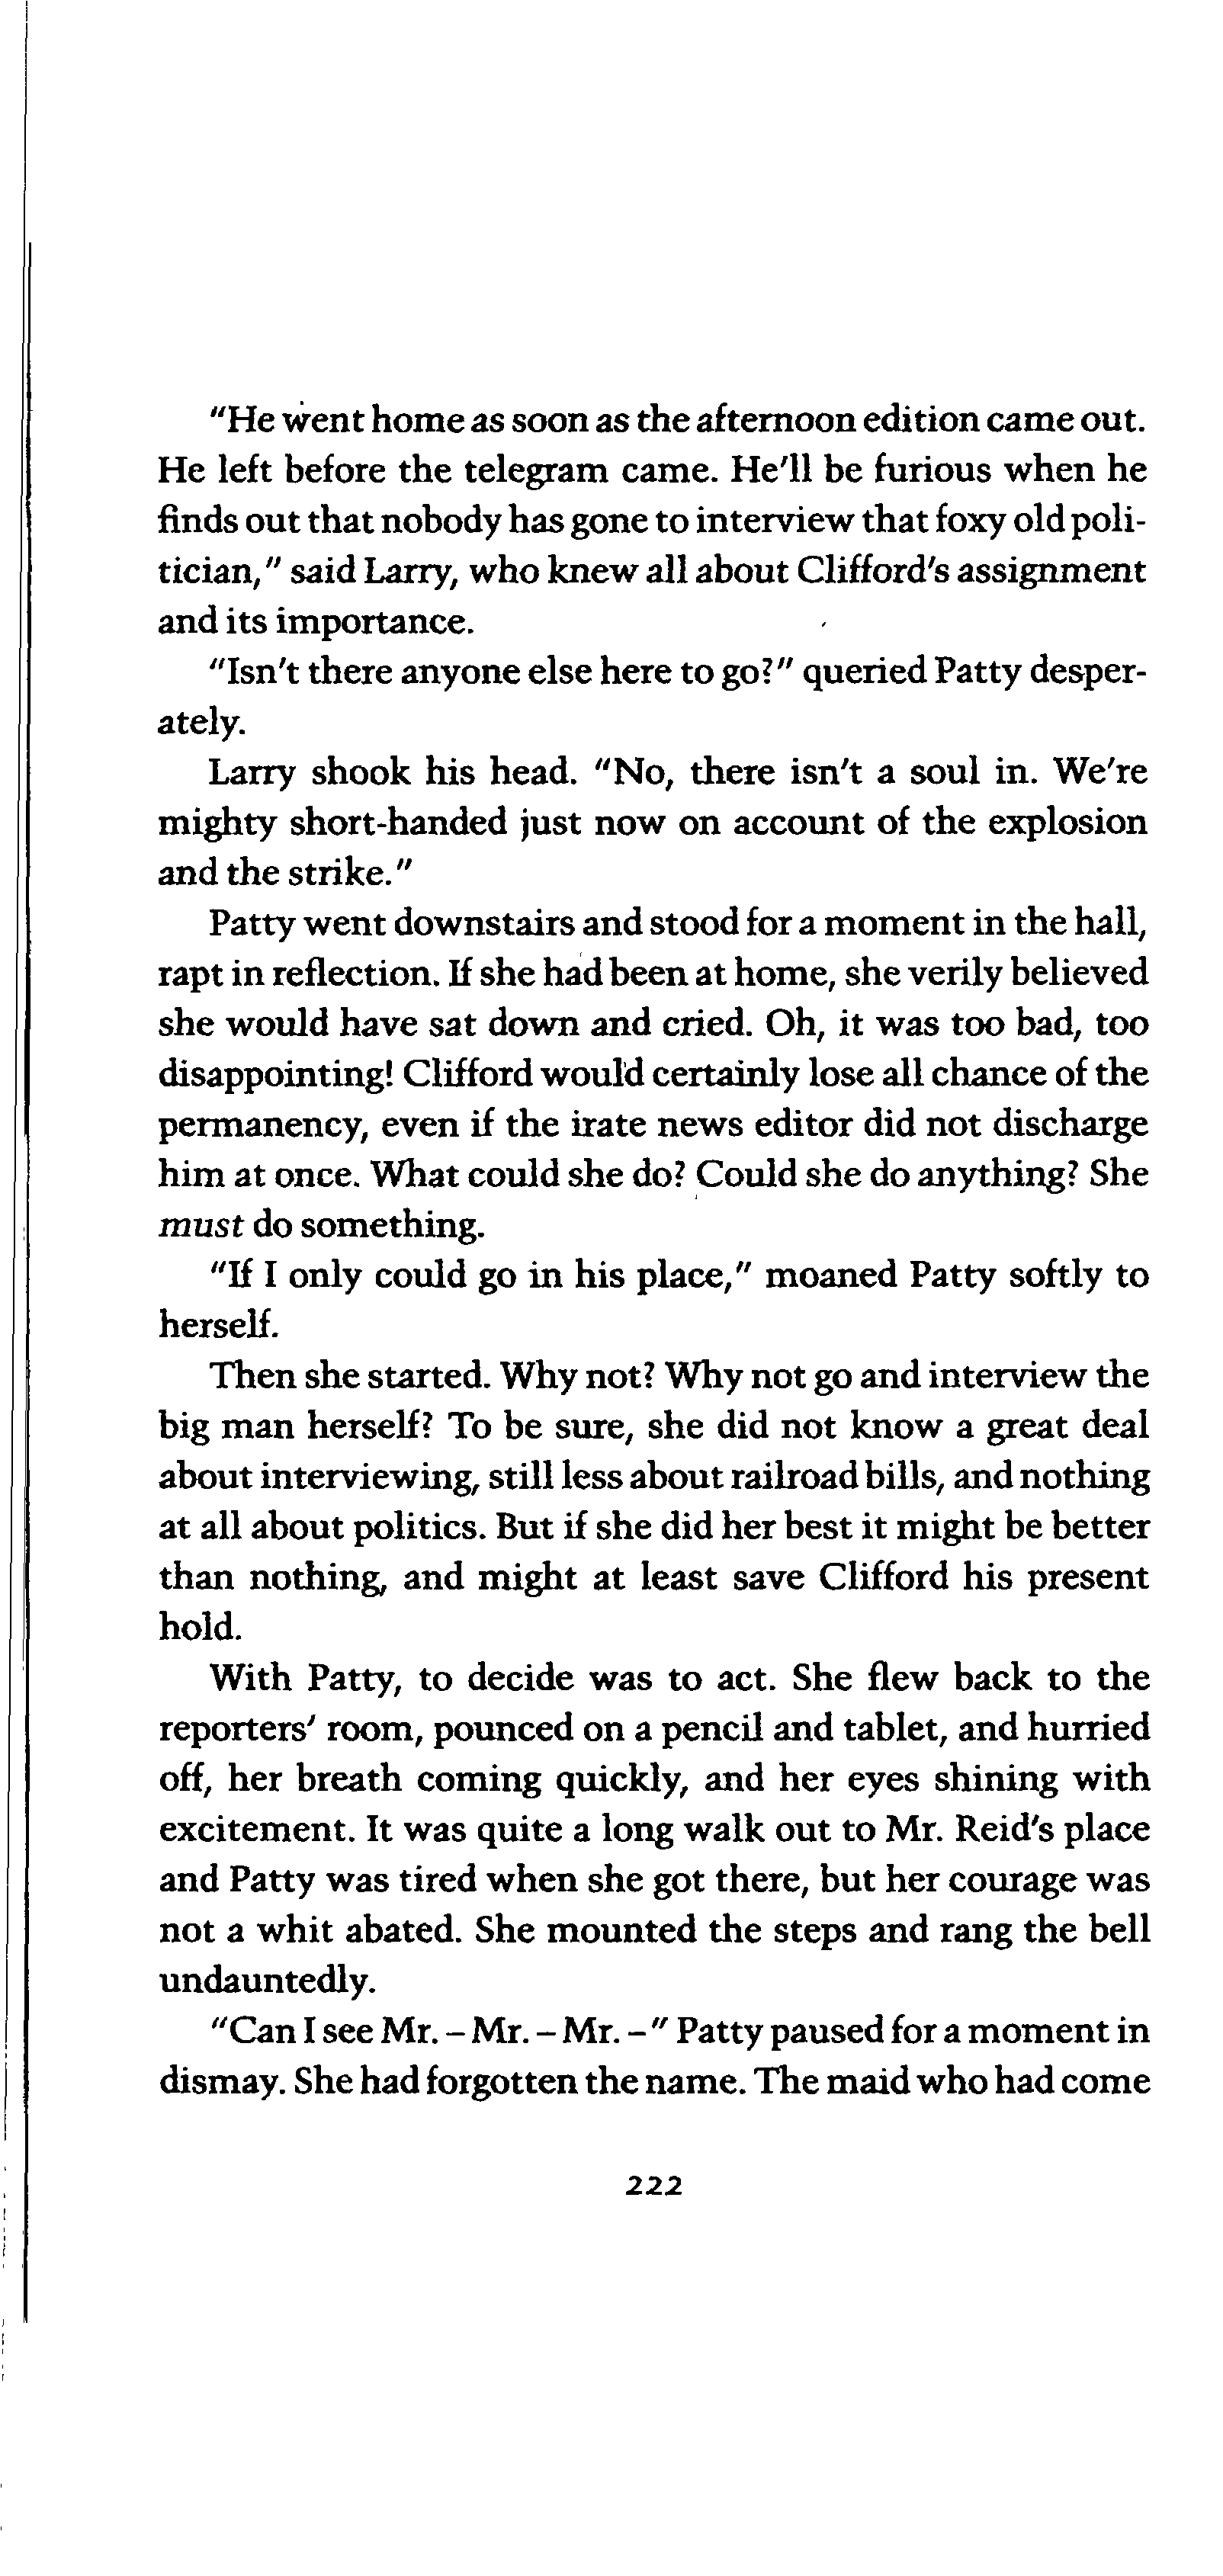 "He went home as soon as the afternoon edition came out.
He left before the telegram came. He'll be furious when he
finds out that nobody has gone to interview that foxy old poli-
tician," said Larry, who knew all about Clifford's assignment
and its importance.
"Isn't there anyone else here to go?" queried Patty desper-
ately.
Larry shook his head. "No, there isn't a soul in. We're
mighty short-handed just now on account of the explosion
and the strike."
Patty went downstairs and stood for a moment in the hall,
rapt in reflection. If she had been at home, she verily believed
she would have sat down and cried. Oh, it was too bad, too
disappointing! Clifford would certainly lose all chance of the
permanency, even if the irate news editor did not discharge
him at once. What could she do? Could she do anything? She
must do something.
"If I only could go in his place," moaned Patty softly to
herself.
Then she started. Why not? Why not go and interview the
big man herself? To be sure, she did not know a great deal
about interviewing, still less about railroad bills, and nothing
at all about politics. But if she did her best it might be better
than nothing, and might at least save Clifford his present
hold.
With Patty, to decide was to act. She flew back to the
reporters' room, pounced on a pencil and tablet, and hurried
off, her breath coming quickly, and her eyes shining with
excitement. It was quite a long walk out to Mr. Reid's place
and Patty was tired when she got there, but her courage was
not a whit abated. She mounted the steps and rang the bell
undauntedly.
"Can I see Mr. – Mr. – Mr. –" Patty paused for a moment in
dismay. She had forgotten the name. The maid who had come
222